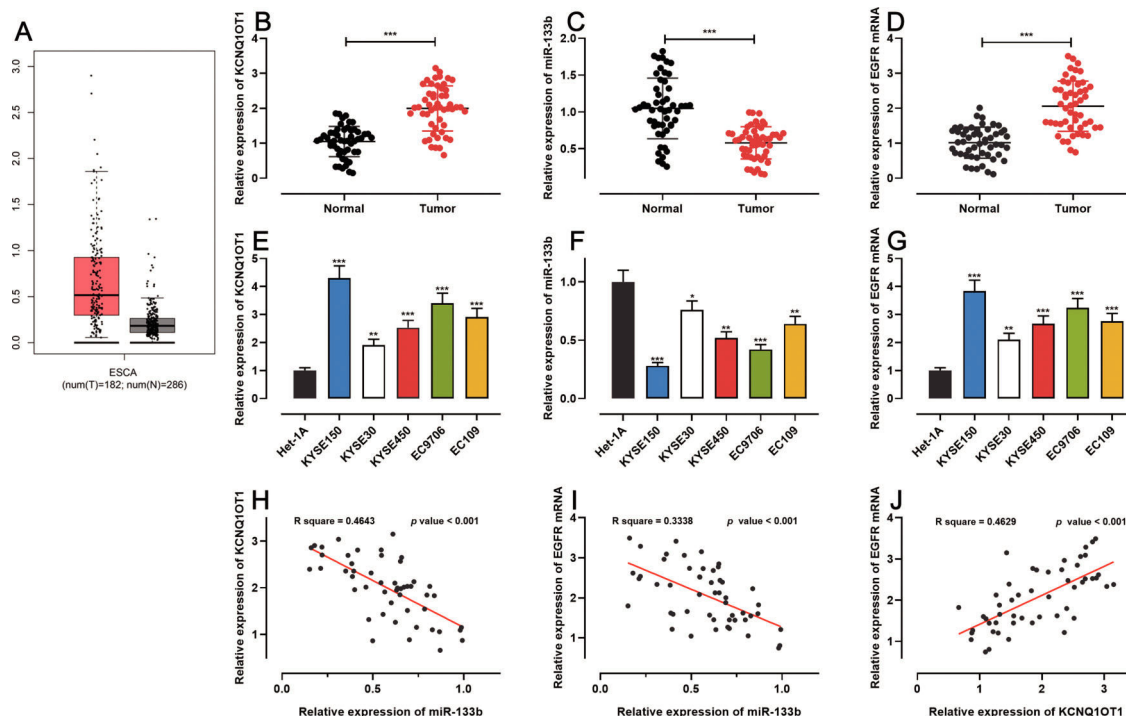 A
3.0
2.5
2.0
1.5
1.0
0.5
0.0
ESCA
(num(T)=182; num(N)=286)
B
Relative expression of KCNQ1OT1
4
3
2
1
0
***
Normal
Tumor
C
Relative expression of miR-133b
2.0
1.5
1.0
0.5
***
Normal
Tumor
D
Relative expression of EGFR mRNA
4
3
2
1
0
***
Normal
Tumor
E
Relative expression of KCNQ1OT1
5
4
3
2
1
0
***
**
***
***
***
Het-1A
KYSE150
KYSE30
KYSE450
EC9706
EC109
F
Relative expression of miR-133b
1.0
0.5
0.0
***
*
**
***
**
Het-1A
KYSE150
KYSE30
KYSE450
EC9706
EC109
G
Relative expression of EGFR mRNA
5
4
3
2
1
0
***
**
***
***
***
Het-1A
KYSE150
KYSE30
KYSE450
EC9706
EC109
H
Relative expression of KCNQ1OT1
R square = 0.4643
p value < 0.001
3
2
1
0.0
0.5
1.0
Relative expression of miR-133b
I
Relative expression of EGFR mRNA
R square = 0.3338
p value < 0.001
4
3
2
1
0.0
0.5
1.0
Relative expression of miR-133b
J
Relative expression of EGFR mRNA
R square = 0.4629
p value < 0.001
4
3
2
1
0
1
2
3
Relative expression of KCNQ1OT1